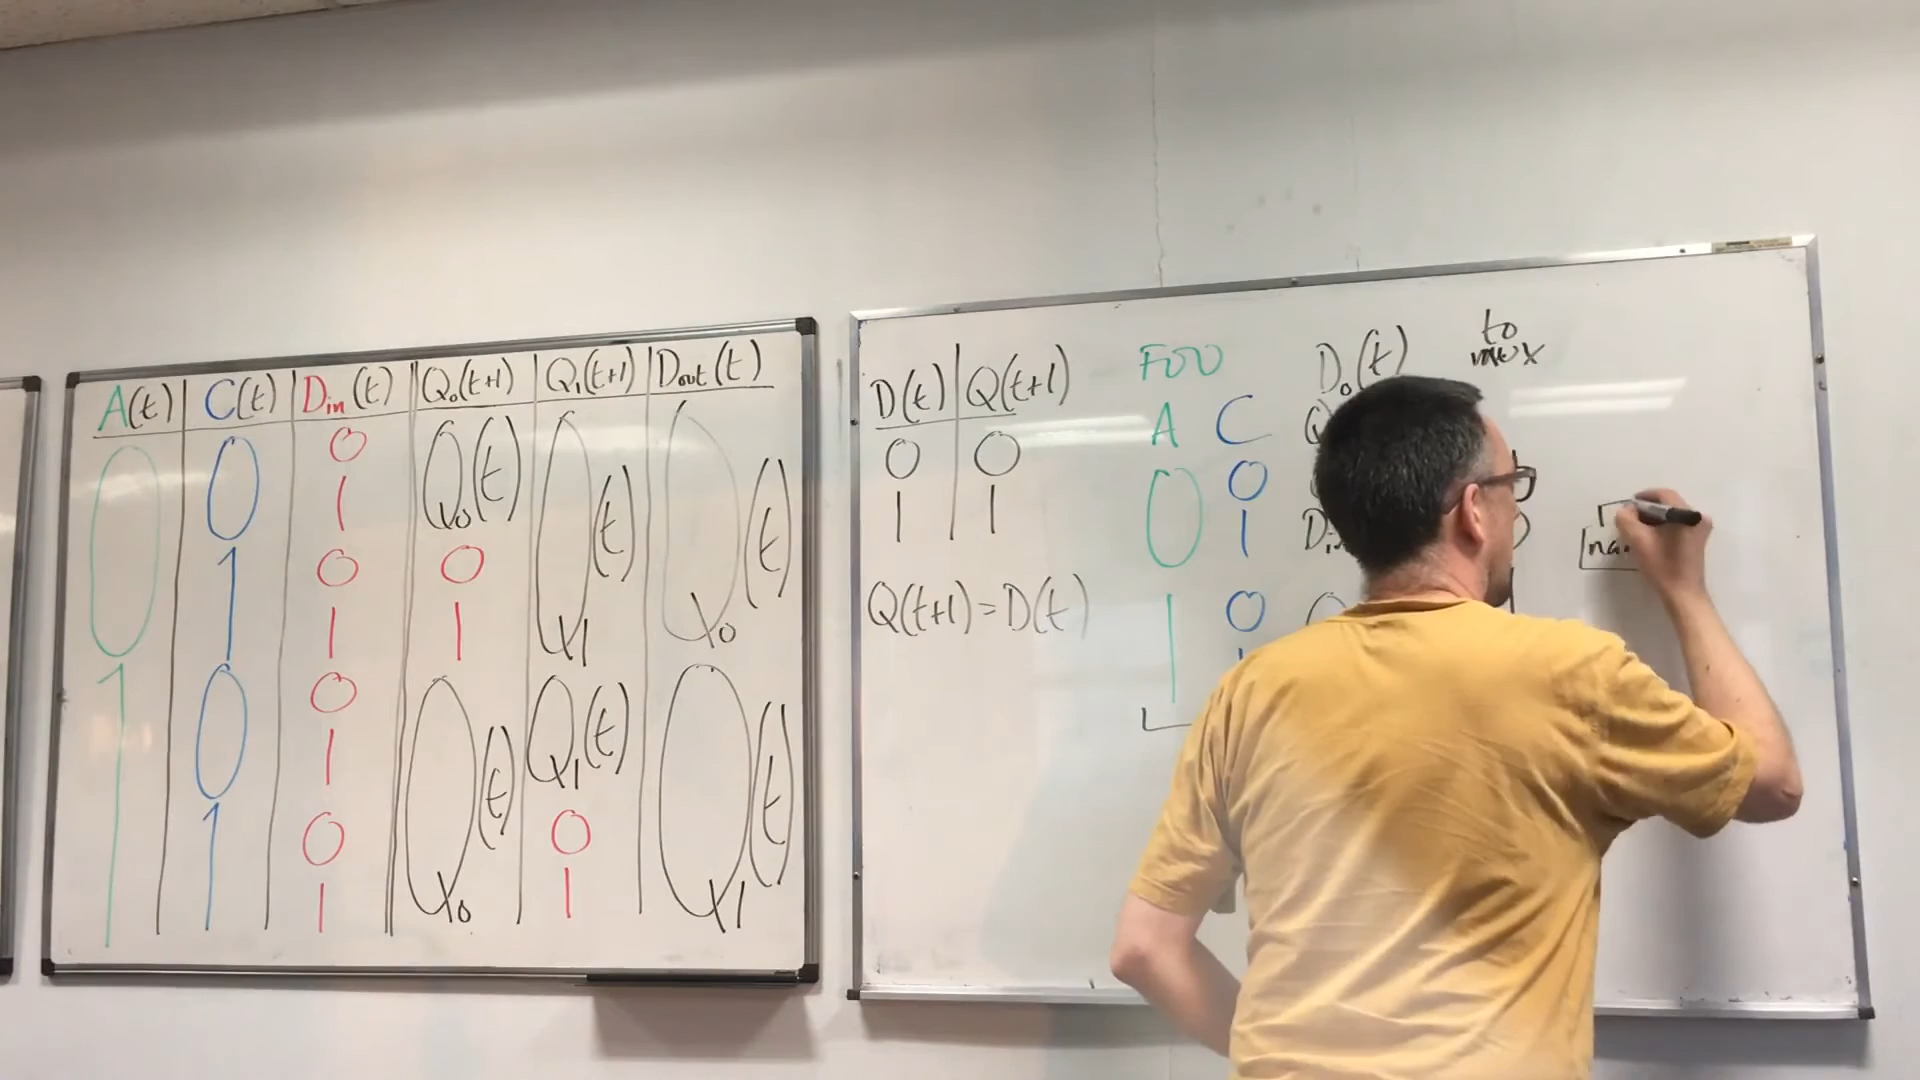 A(t) C(t) Din(t) Q0(t+1) Q1(t+1) Dout(t)
0 0 0 Q0(t) Q1(t) Q0(t)
1
1 0 0
1 1
1 0 0 Q0(t) Q1(t) Q1(t)
1
1 0 0
1 1
D(t) Q(t+1)
0 0
1 1
Q(t+1)=D(t)
FOO D0(t) to mux
A C
0 0
1
1 0